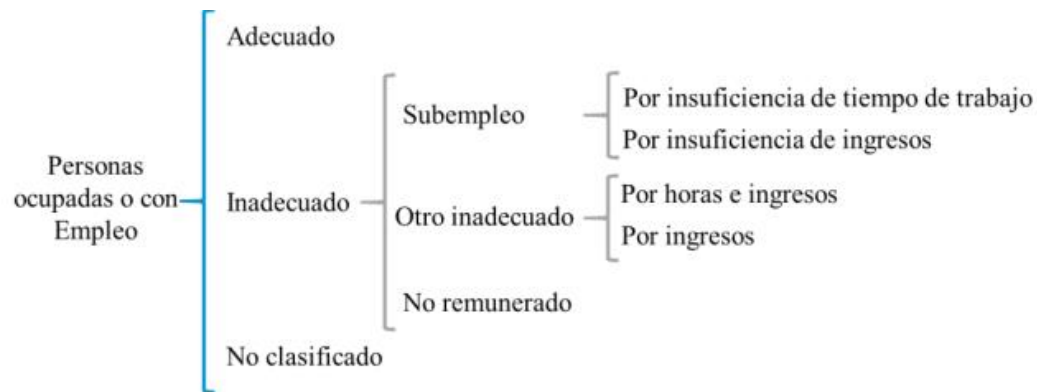 Personas
ocupadas o con
Empleo
Adecuado
Inadecuado
Subempleo
Por insuficiencia de tiempo de trabajo
Por insuficiencia de ingresos
Otro inadecuado
Por horas e ingresos
Por ingresos
No remunerado
No clasificado